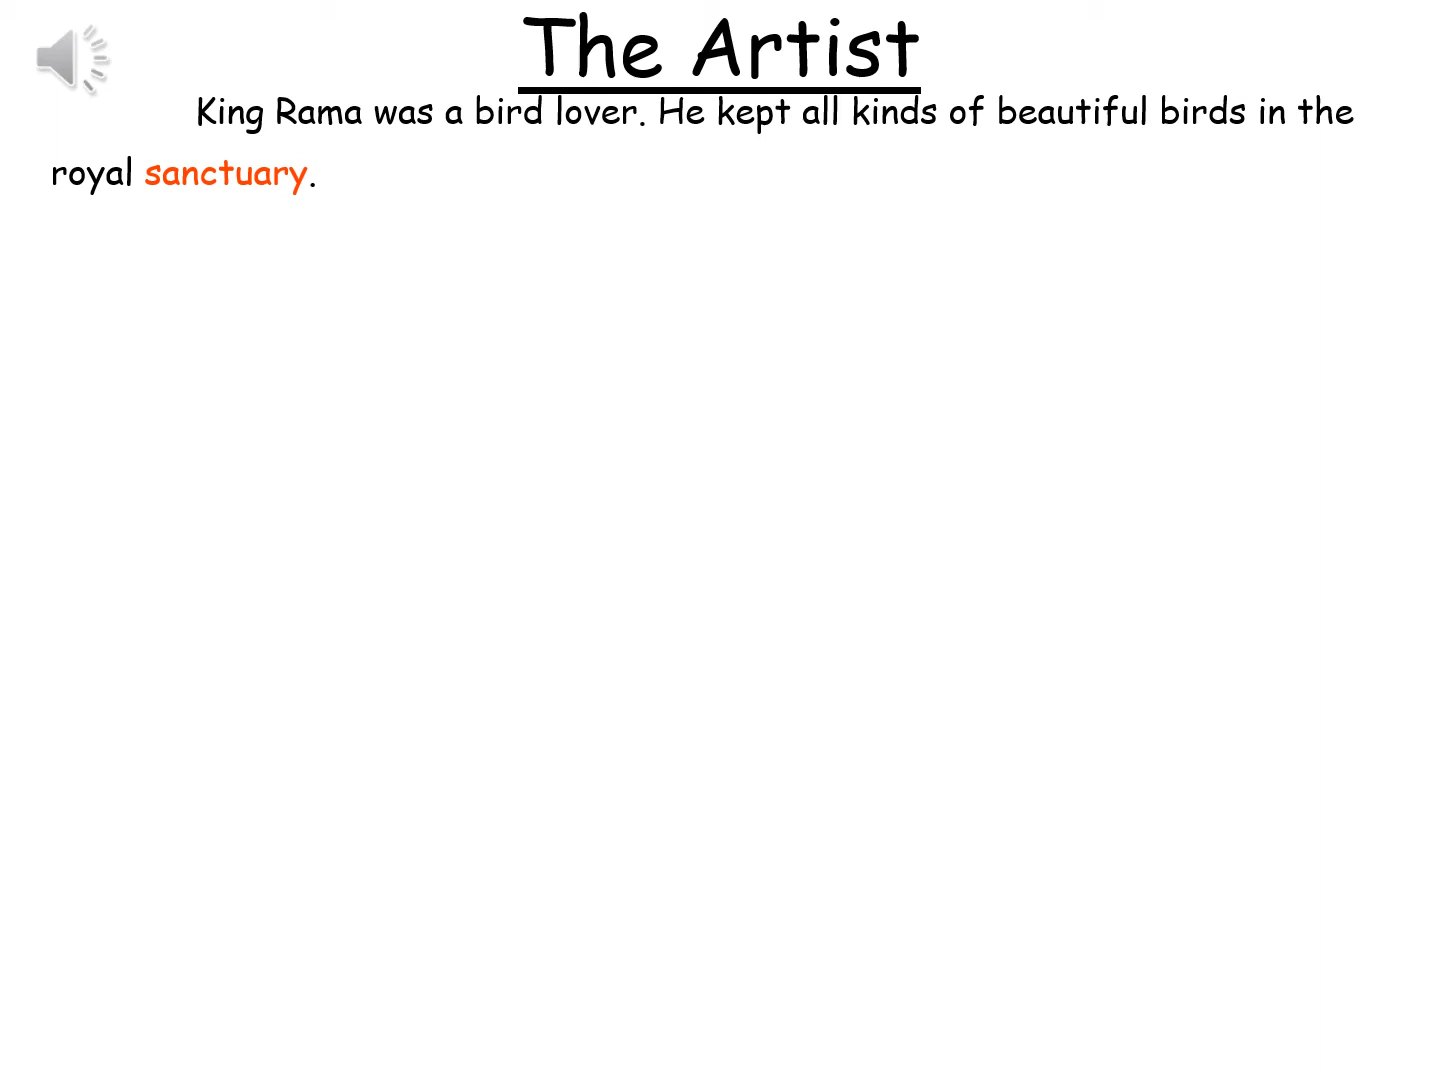 The Artist
King Rama was a bird lover. He kept all kinds of beautiful birds in the
royal sanctuary.